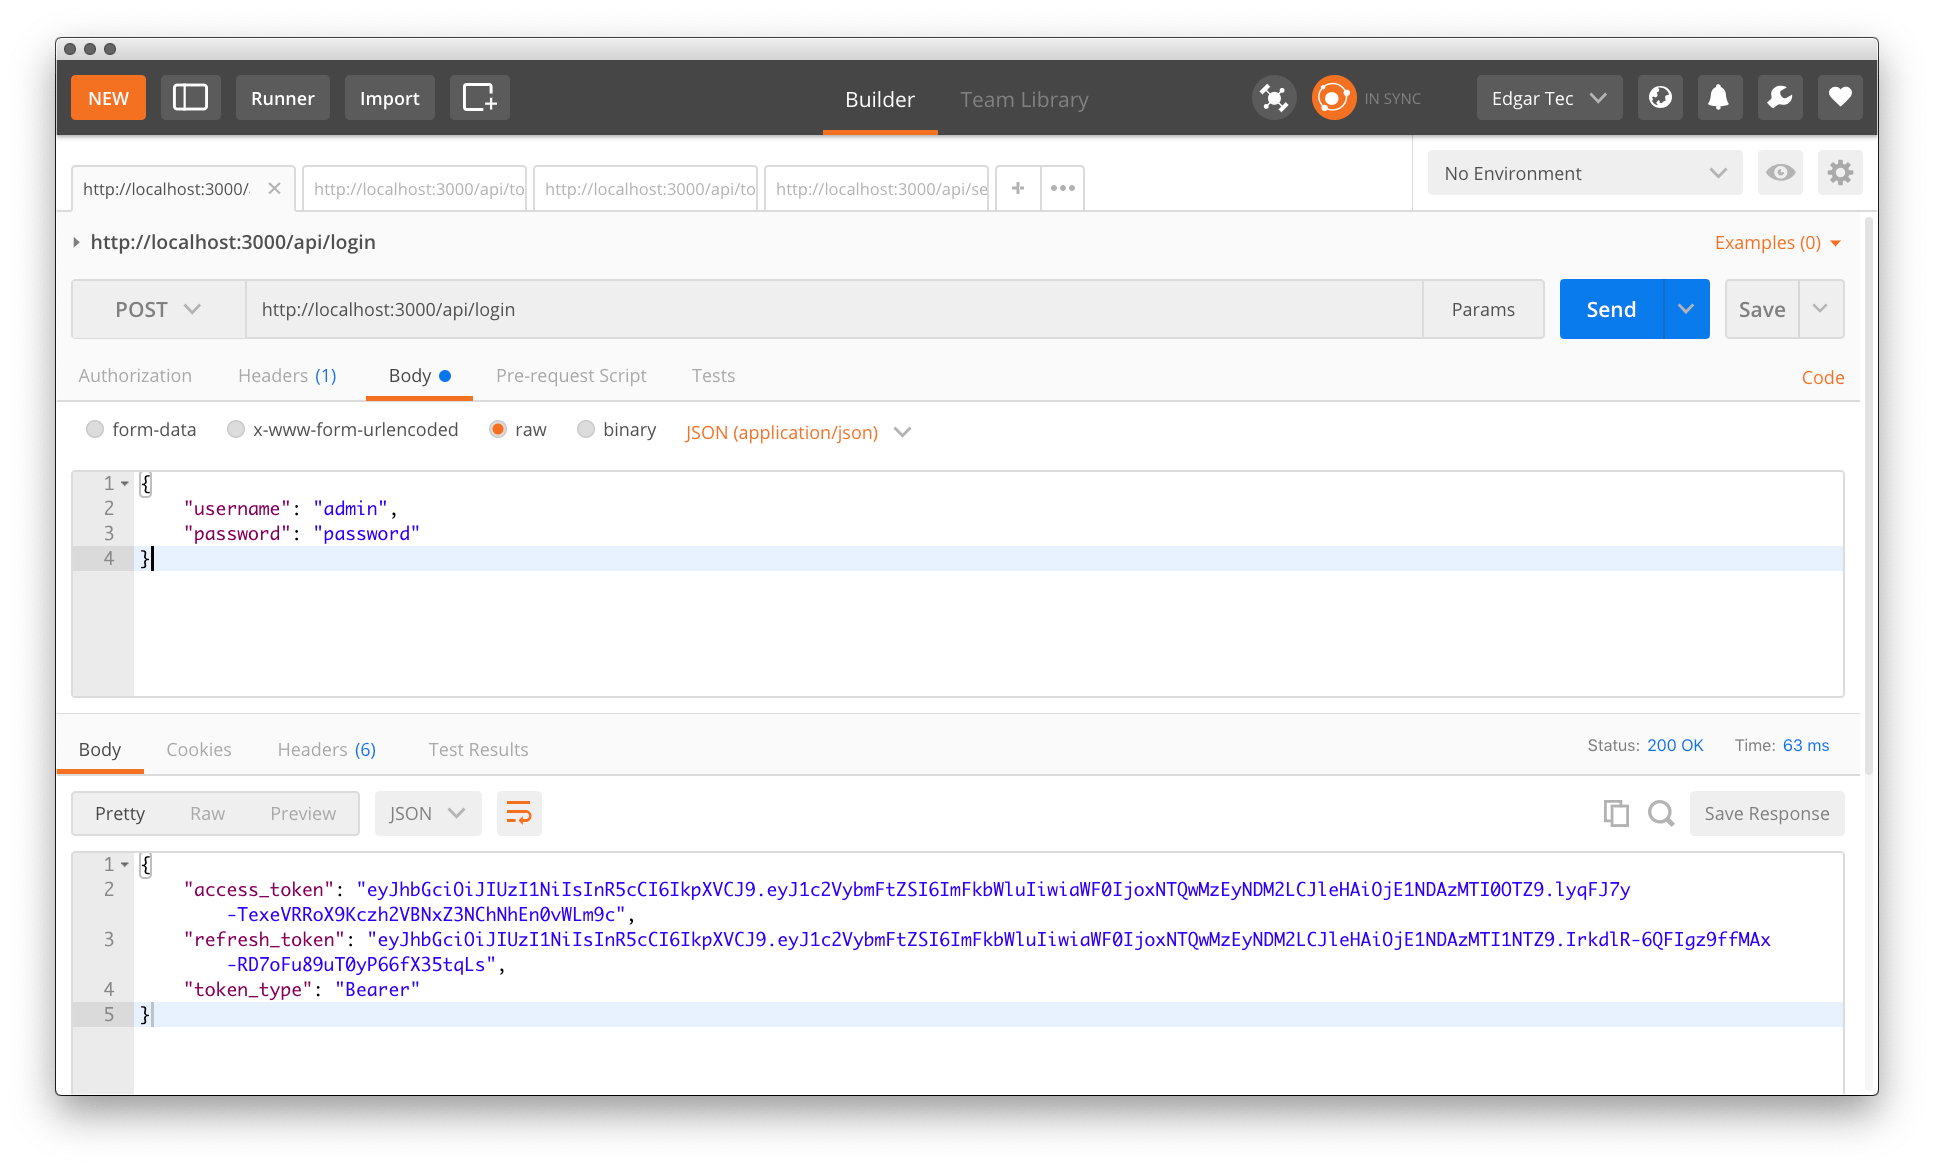 NEW Runner Import Builder Team Library IN SYNC Edgar Tec
http://localhost:3000/ http://localhost:3000/api/to http://localhost:3000/api/to http://localhost:3000/api/se No Environment
http://localhost:3000/api/login Examples (0)
POST http://localhost:3000/api/login Params Send Save
Authorization Headers (1) Body Pre-request Script Tests Code
form-data x-www-form-urlencoded raw binary JSON (application/json)
1 {
2 "username": "admin",
3 "password": "password"
4 }
Body Cookies Headers (6) Test Results Status: 200 OK Time: 63 ms
Pretty Raw Preview JSON Save Response
1 {
2 "access_token": "eyJhbGciOiJIUzI1NiIsInR5cCI6IkpXVCJ9.eyJ1c2VybmFtZSI6ImFkbWluIiwiaWF0IjoxNTQwMzEyNDM2LCJleHAiOjE1NDAzMTI0OTZ9.lyqFJ7y
-TexeVRRoX9Kczh2VBNxZ3NChNhEn0vWLm9c",
3 "refresh_token": "eyJhbGciOiJIUzI1NiIsInR5cCI6IkpXVCJ9.eyJ1c2VybmFtZSI6ImFkbWluIiwiaWF0IjoxNTQwMzEyNDM2LCJleHAiOjE1NDAzMTI1NTZ9.IrkdlR-6QFIgz9ffMAx
-RD7oFu89uT0yP66fX35tqLs",
4 "token_type": "Bearer"
5 }